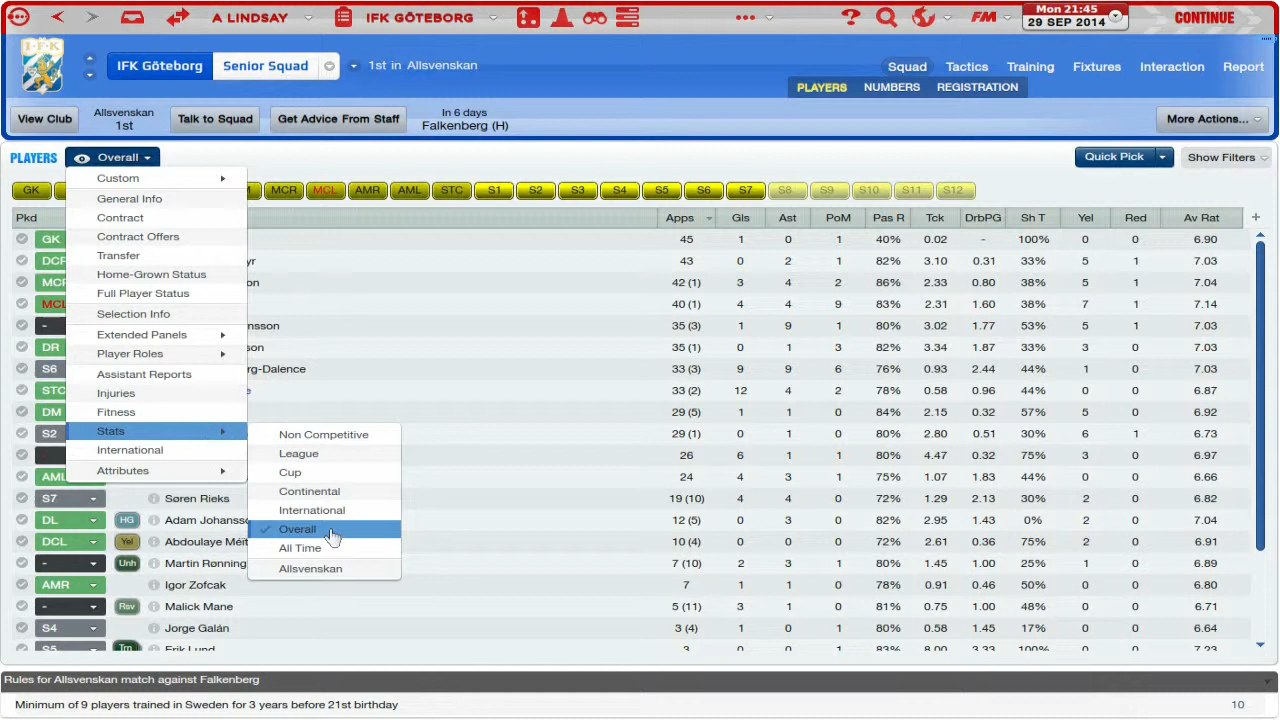 A LINDSAY IFK GÖTEBORG FM Mon 21:45 29 SEP 2014 CONTINUE
IFK
IFK Göteborg Senior Squad 1st in Allsvenskan Squad Tactics Training Fixtures Interaction Report
PLAYERS NUMBERS REGISTRATION
View Club Allsvenskan 1st Talk to Squad Get Advice From Staff In 6 days Falkenberg (H) More Actions...
PLAYERS Overall Quick Pick Show Filters
Custom
GK MCR MCL AMR AML STC S1 S2 S3 S4 S5 S6 S7 S8 S9 S10 S11 S12
General Info
Contract
Pkd Apps Gls Ast PoM Pas R Tck DrbPG Sh T Yel Red Av Rat
Contract Offers
GK 45 1 0 1 40% 0.02 - 100% 0 0 6.90
Transfer
DCR yr 43 0 2 1 82% 3.10 0.31 33% 5 1 7.03
Home-Grown Status
MCR on 42 (1) 3 4 2 86% 2.33 0.80 38% 5 1 7.04
Full Player Status
MCL 40 (1) 4 4 9 83% 2.31 1.60 38% 7 1 7.14
Selection Info
- nsson 35 (3) 1 9 1 80% 3.02 1.77 53% 5 0 7.03
Extended Panels
DR son 35 (1) 0 1 3 82% 3.34 1.87 33% 3 0 7.03
Player Roles
S6 rg-Dalence 33 (3) 9 9 6 76% 0.93 2.44 44% 1 0 7.03
Assistant Reports
STC e 33 (2) 12 4 2 78% 0.58 0.96 44% 0 0 6.87
Injuries
Fitness
DM 29 (5) 1 1 0 84% 2.15 0.32 57% 5 0 6.92
Stats
S2 29 (1) 0 1 0 82% 2.80 0.51 30% 6 1 6.73
Non Competitive
International
- 26 6 1 1 80% 4.47 0.32 75% 3 0 6.97
League
Attributes
AML 24 4 3 1 75% 1.07 1.83 44% 2 0 6.66
Cup
Continental
S7 Søren Rieks 19 (10) 4 4 0 72% 1.29 2.13 30% 2 0 6.82
International
DL HG Adam Johanss 12 (5) 0 3 0 82% 2.95 1.43 0% 2 0 7.04
Overall
DCL Yel Abdoulaye Méit 10 (4) 0 0 0 72% 2.61 0.36 75% 2 0 6.91
All Time
- Unh Martin Rønning 7 (10) 2 3 1 80% 1.45 1.00 25% 1 0 6.89
Allsvenskan
AMR Igor Zofcak 7 1 1 0 78% 0.91 0.46 50% 0 0 6.80
- Rsv Malick Mane 5 (11) 3 1 0 81% 0.75 1.00 48% 0 0 6.71
S4 Jorge Galán 3 (4) 1 0 0 80% 0.58 1.45 17% 0 0 6.64
S5 Trn Erik Lund 3 0 0 0 83% 8.00 3.33 100% 0 0 7.23
Rules for Allsvenskan match against Falkenberg
Minimum of 9 players trained in Sweden for 3 years before 21st birthday 10